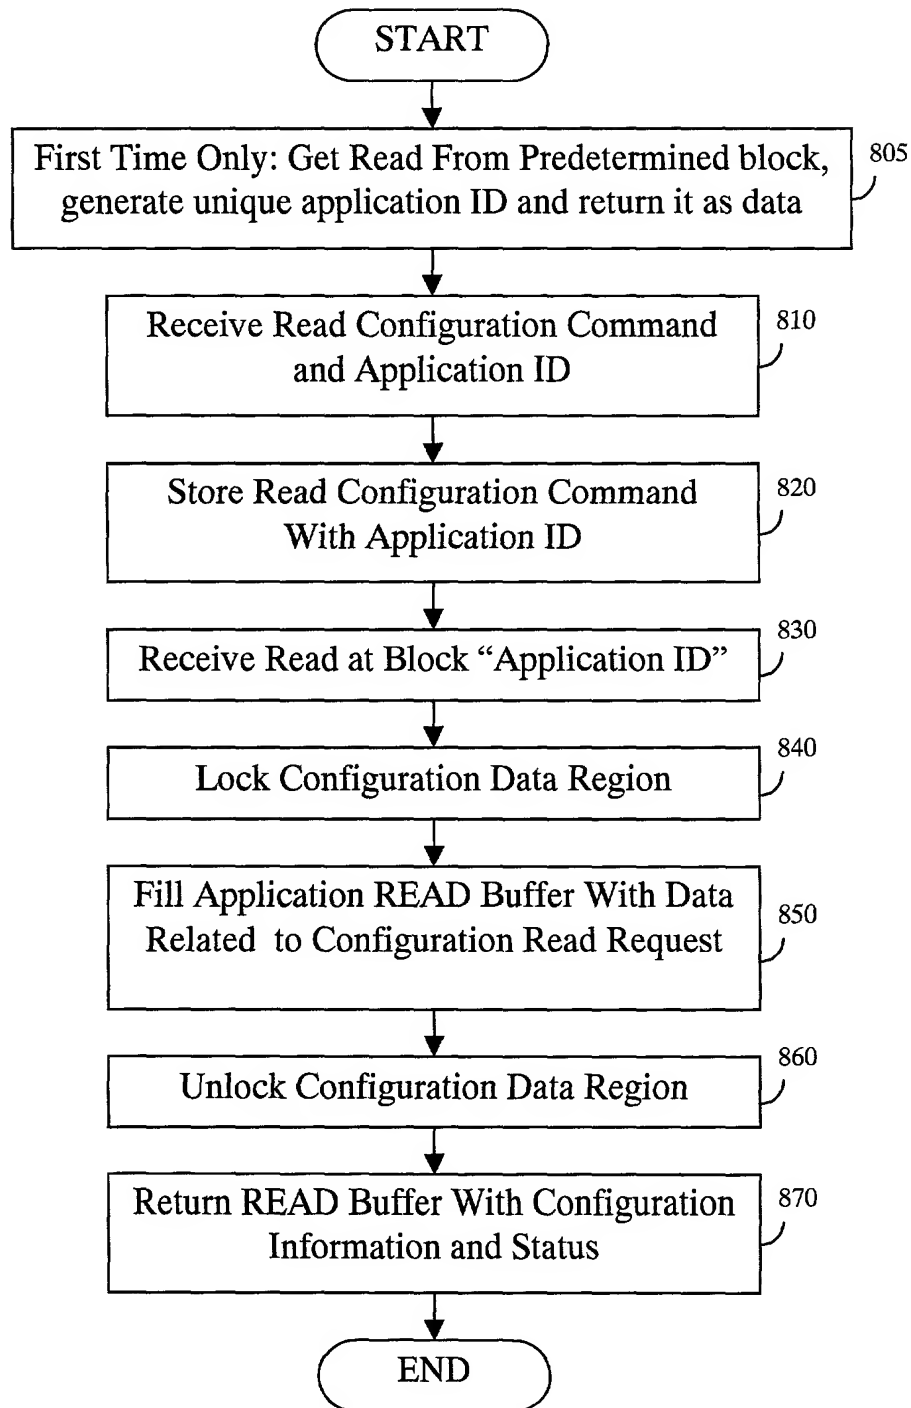 START
First Time Only: Get Read From Predetermined block,
generate unique application ID and return it as data
805
Receive Read Configuration Command
and Application ID
810
Store Read Configuration Command
With Application ID
820
Receive Read at Block “Application ID”
830
Lock Configuration Data Region
840
Fill Application READ Buffer With Data
Related to Configuration Read Request
850
Unlock Configuration Data Region
860
Return READ Buffer With Configuration
Information and Status
870
END